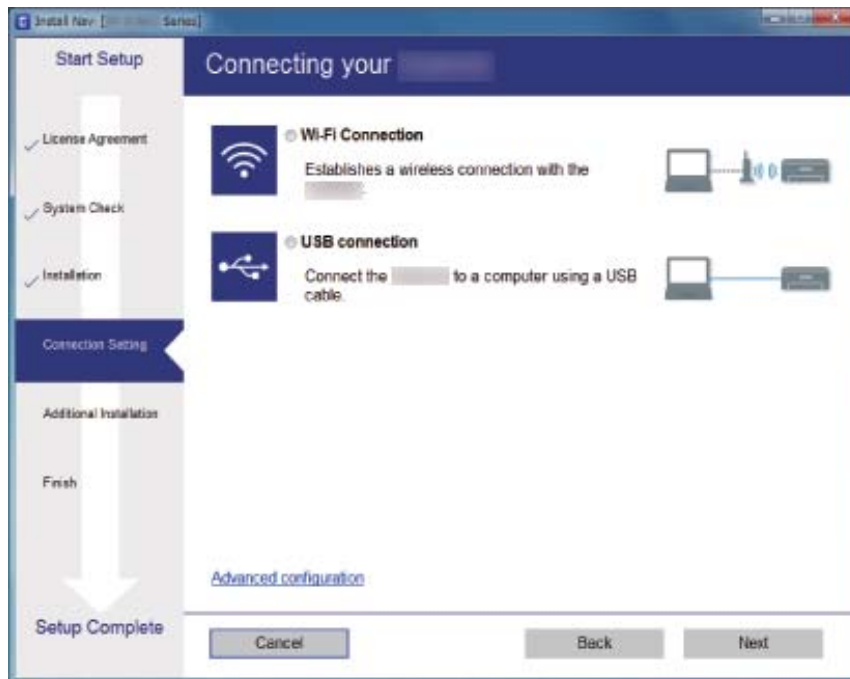 Install Navi [ Series]
Start Setup
Connecting your
License Agreement
Wi-Fi Connection
Establishes a wireless connection with the
.
System Check
USB connection
Installation
Connect the to a computer using a USB
cable.
Connection Setting
Additional Installation
Finish
Advanced configuration
Setup Complete
Cancel
Back
Next